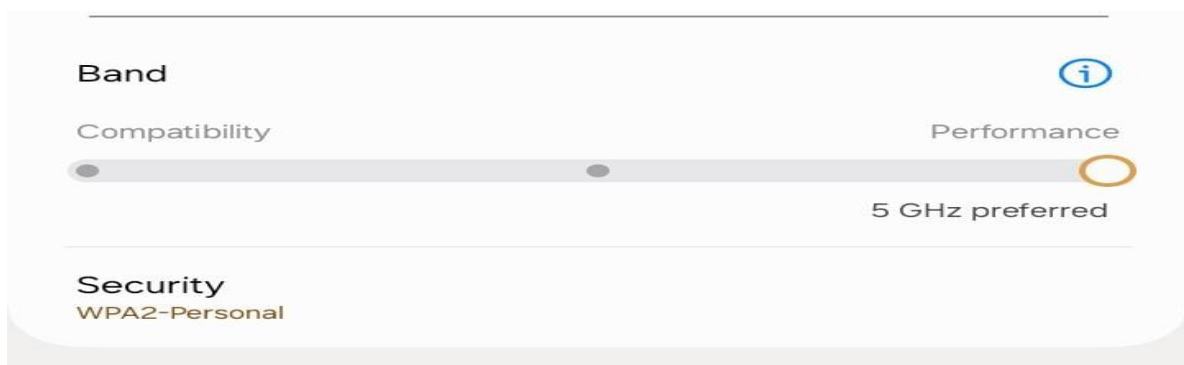 Band
Compatibility Performance
5 GHz preferred
Security
WPA2-Personal